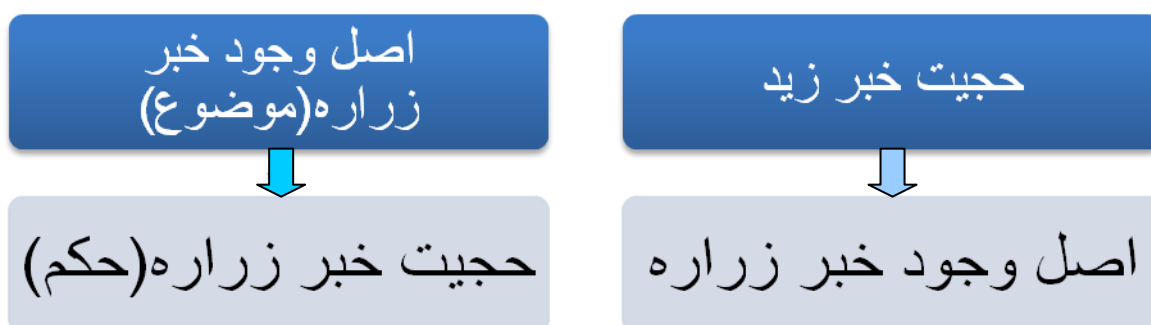 حجیت خبر زید
اصل وجود خبر زراره
اصل وجود خبر
زراره(موضوع)
حجیت خبر زراره(حکم)